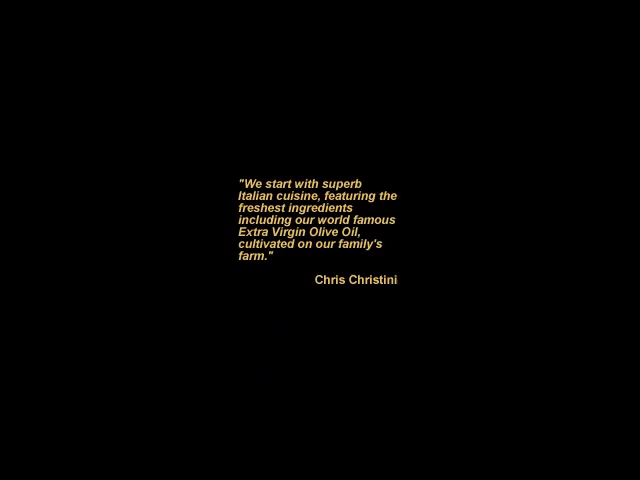 "We start with superb
Italian cuisine, featuring the
freshest ingredients
including our world famous
Extra Virgin Olive Oil,
cultivated on our family's
farm."
Chris Christini